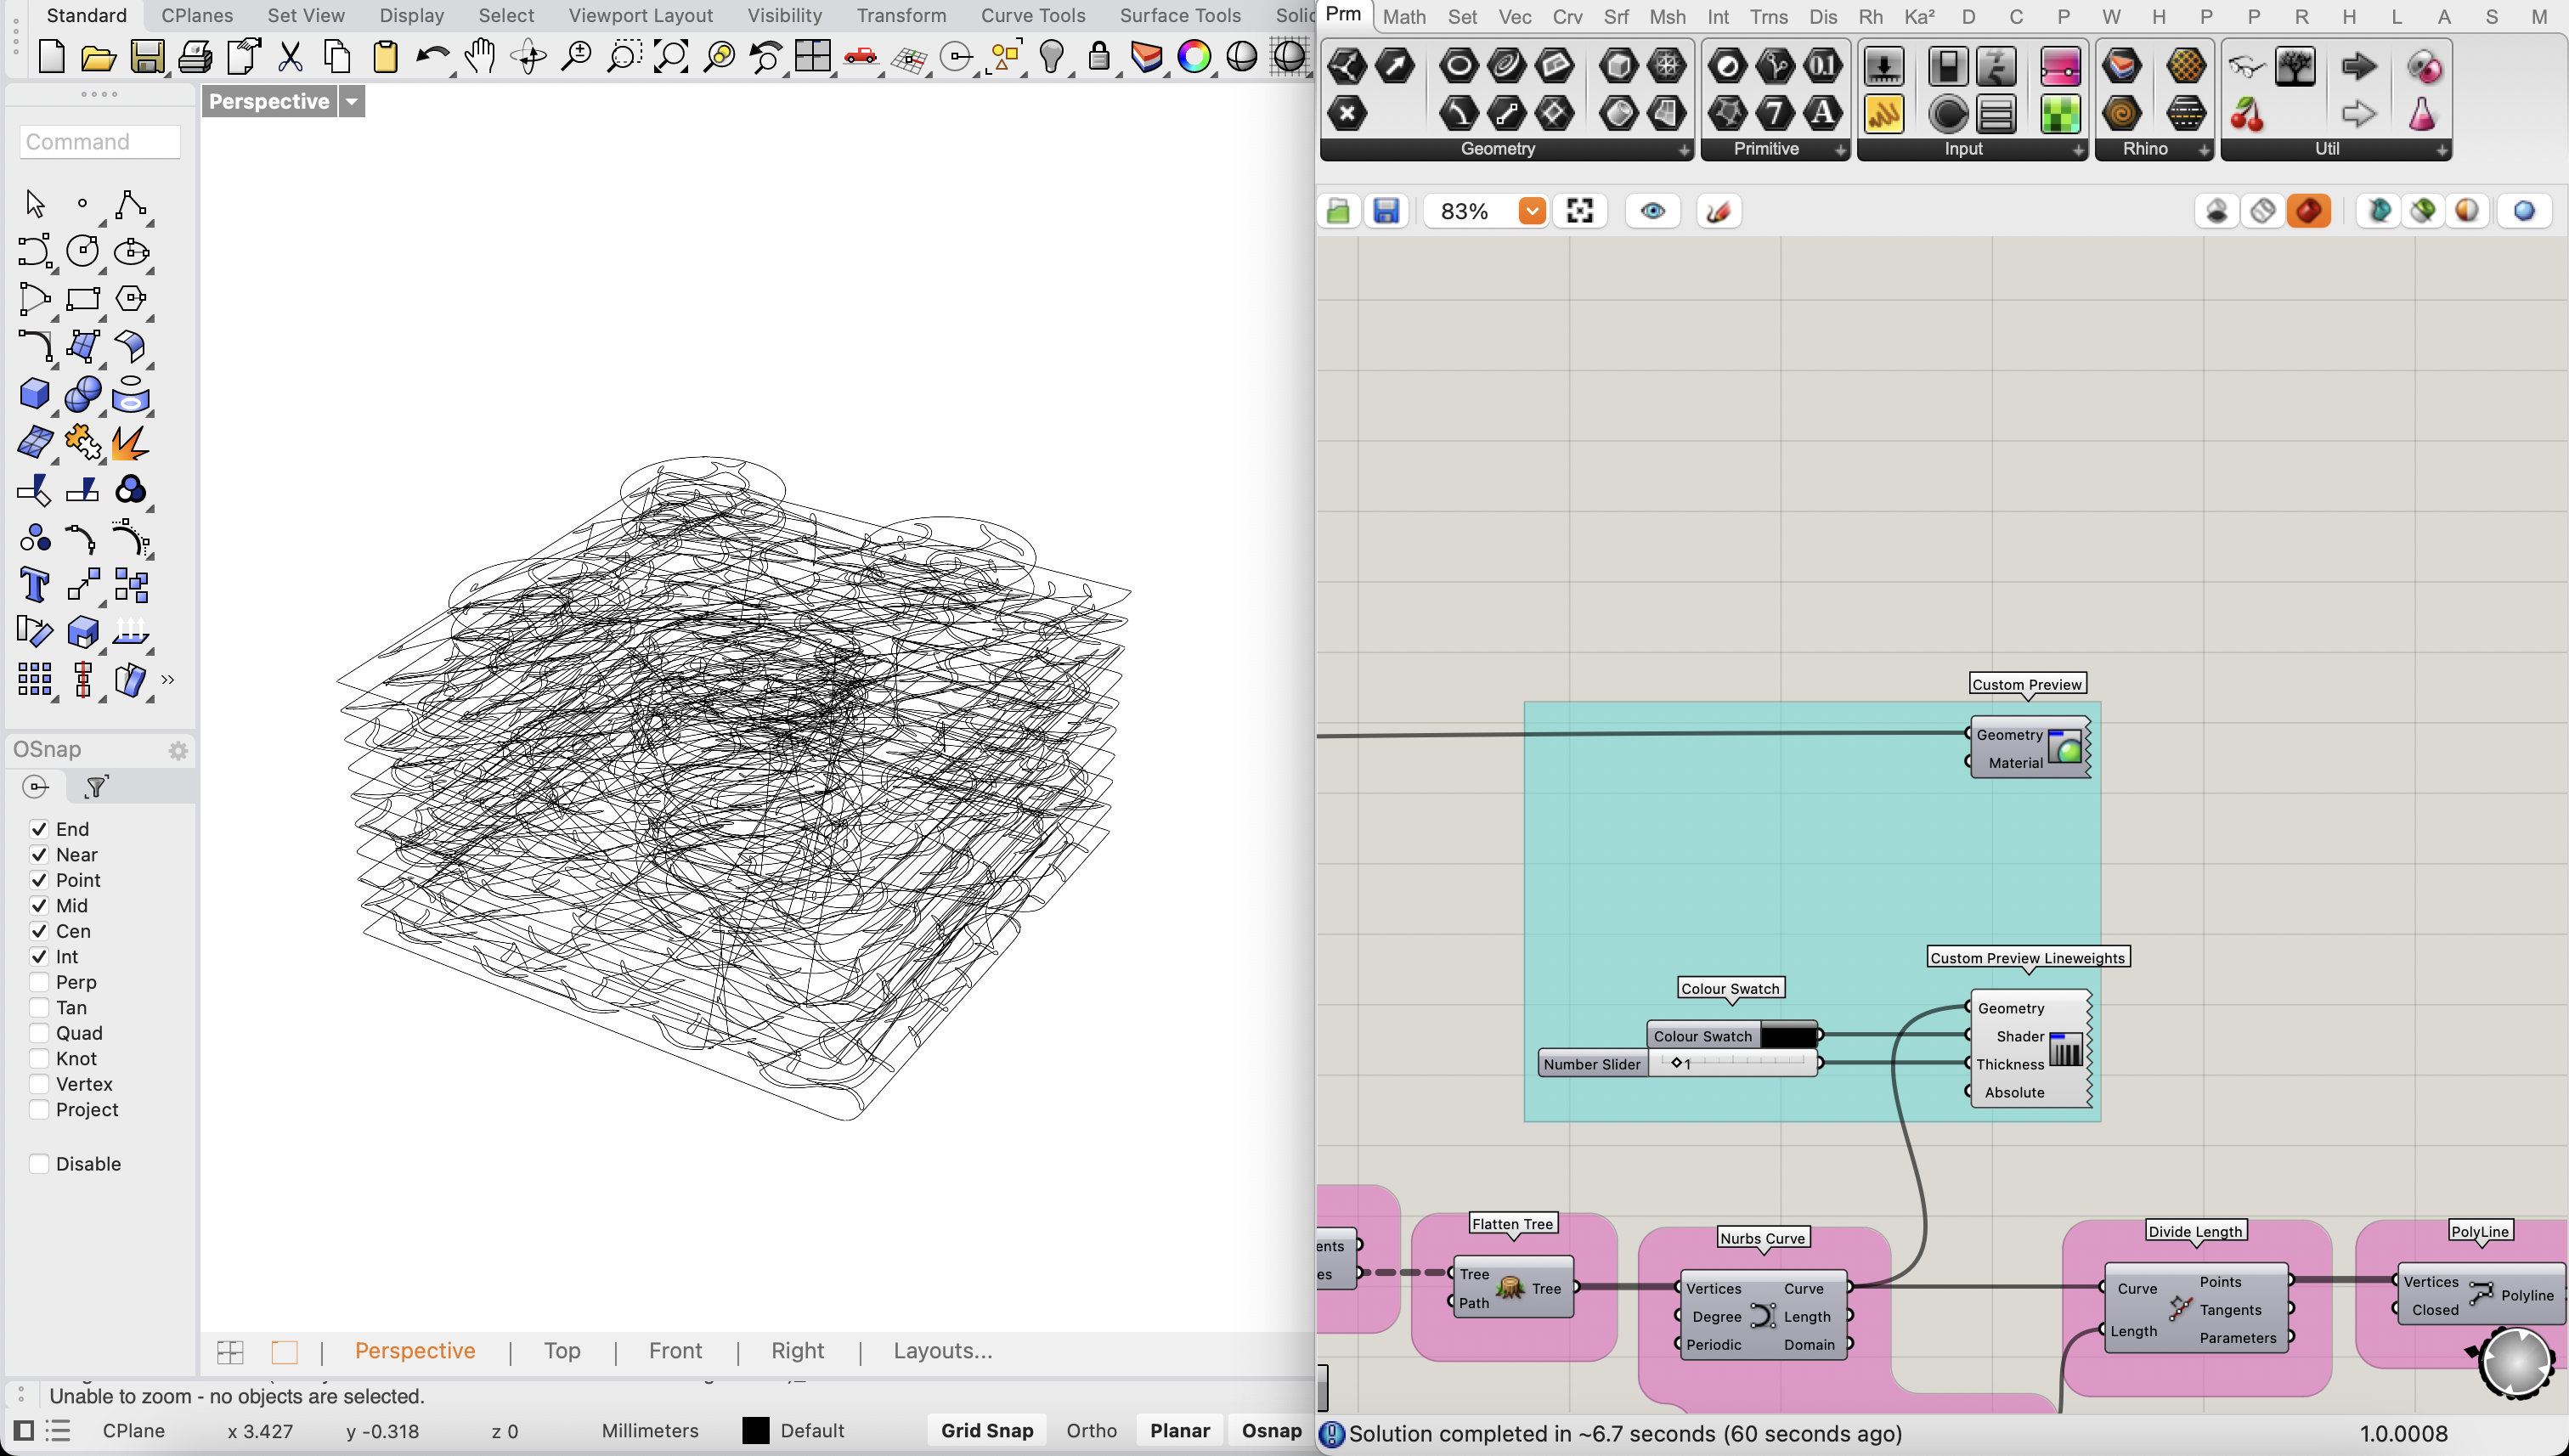 Standard CPlanes Set View Display Select Viewport Layout Visibility Transform Curve Tools Surface Tools
Perspective
Command
OSnap
End
Near
Point
Mid
Cen
Int
Perp
Tan
Quad
Knot
Vertex
Project
Disable
Perspective | Top | Front | Right | Layouts...
Unable to zoom - no objects are selected.
CPlane x 3.427 y -0.318 z 0 Millimeters Default Grid Snap Ortho Planar Osnap
Prm Math Set Vec Crv Srf Msh Int Trns Dis Rh Ka² D C P W H P P R H L A S M
Geometry Primitive Input Rhino Util
83%
Custom Preview
Geometry
Material
Custom Preview Lineweights
Geometry
Shader
Thickness
Absolute
Colour Swatch
Colour Swatch
Number Slider 1
ents
es
Flatten Tree
Tree Tree
Path
Nurbs Curve
Vertices Curve
Degree Length
Periodic Domain
Divide Length
Curve Points
Tangents
Length
Parameters
PolyLine
Vertices
Polyline
Closed
Solution completed in ~6.7 seconds (60 seconds ago)
1.0.0008